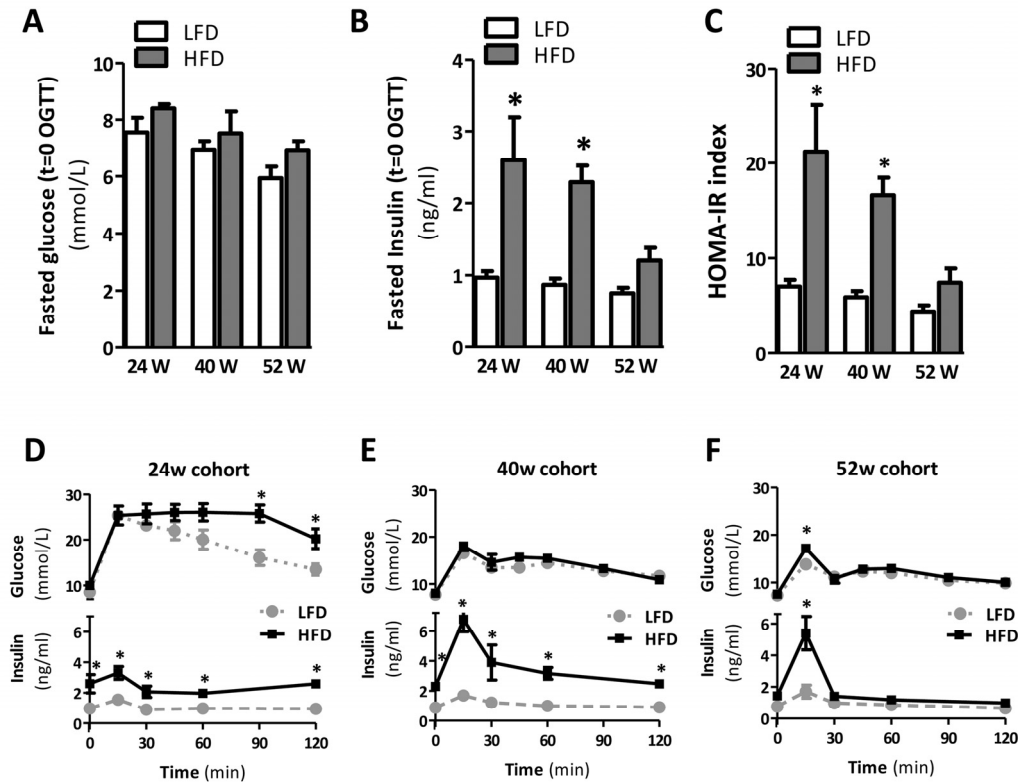 A
LFD
HFD
Fasted glucose (t=0 OGTT)
(mmol/L)
10
8
6
4
2
0
24 W 40 W 52 W
B
LFD
HFD
Fasted Insulin (t=0 OGTT)
(ng/ml)
4
3
2
1
0
* *
24 W 40 W 52 W
C
LFD
HFD
HOMA-IR index
30
20
10
0
* *
24 W 40 W 52 W
D
24w cohort
Glucose
(mmol/L)
30
20
10
* *
LFD
HFD
Insulin
(ng/ml)
6
4
2
0
* * * * *
0 30 60 90 120
Time (min)
E
40w cohort
Glucose
(mmol/L)
30
20
10
LFD
HFD
Insulin
(ng/ml)
6
4
2
0
* * * * *
0 30 60 90 120
Time (min)
F
52w cohort
Glucose
(mmol/L)
30
20
10
0
*
LFD
HFD
Insulin
(ng/ml)
6
4
2
0
*
0 30 60 90 120
Time (min)